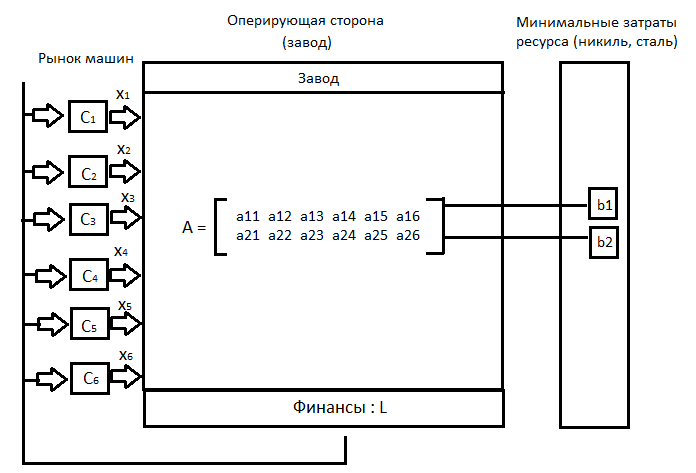 Оперирующая сторона
(завод)
Минимальные затраты
ресурса (никиль, сталь)
Рынок машин
Завод
x1
C1
x2
C2
x3
C3
x4
C4
x5
C5
x6
C6
A =
a11 a12 a13 a14 a15 a16
a21 a22 a23 a24 a25 a26
b1
b2
Финансы : L